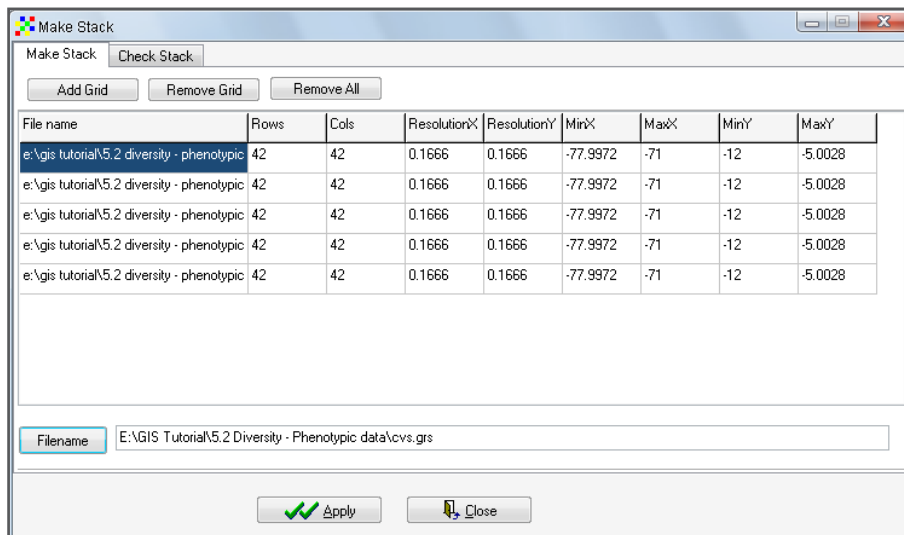 Make Stack
Make Stack Check Stack
Add Grid Remove Grid Remove All
File name Rows Cols ResolutionX ResolutionY MinX MaxX MinY MaxY
e:\gis tutorial\5.2 diversity - phenotypic 42 42 0.1666 0.1666 -77.9972 -71 -12 -5.0028
e:\gis tutorial\5.2 diversity - phenotypic 42 42 0.1666 0.1666 -77.9972 -71 -12 -5.0028
e:\gis tutorial\5.2 diversity - phenotypic 42 42 0.1666 0.1666 -77.9972 -71 -12 -5.0028
e:\gis tutorial\5.2 diversity - phenotypic 42 42 0.1666 0.1666 -77.9972 -71 -12 -5.0028
e:\gis tutorial\5.2 diversity - phenotypic 42 42 0.1666 0.1666 -77.9972 -71 -12 -5.0028
Filename E:\GIS Tutorial\5.2 Diversity - Phenotypic data\cvs.grs
Apply Close